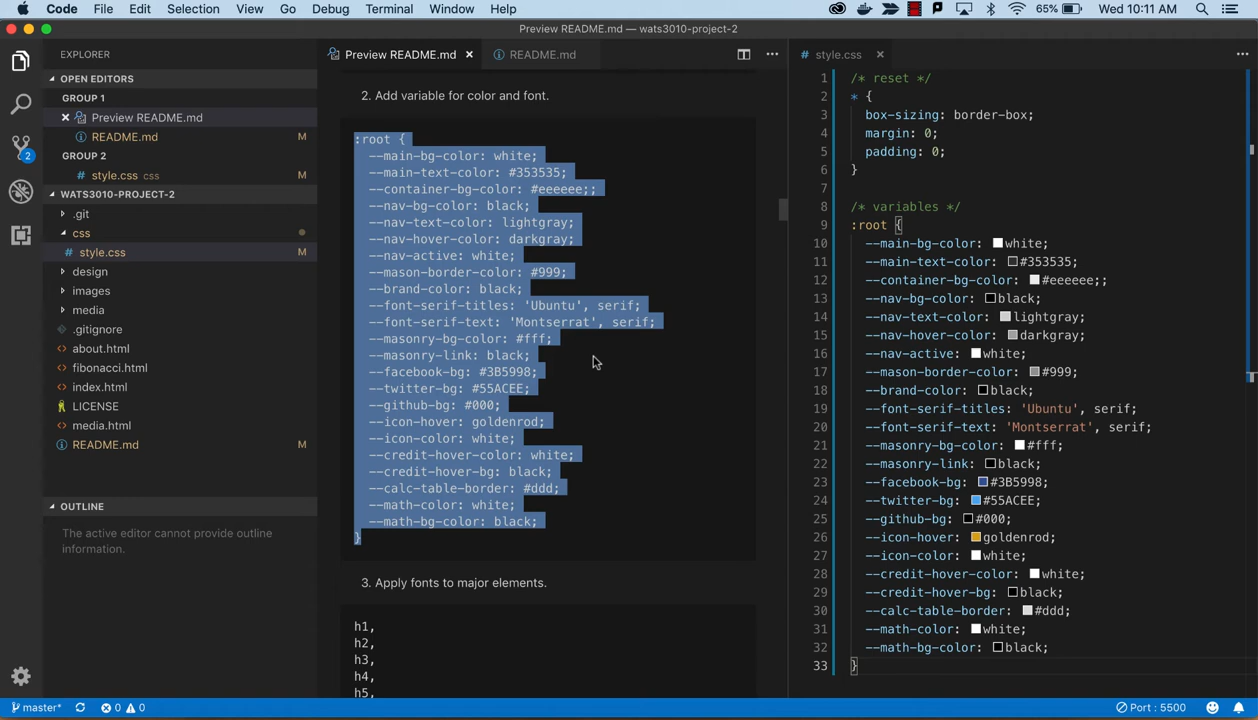 Code File Edit Selection View Go Debug Terminal Window Help 65% Wed 10:11 AM
Preview README.md — wats3010-project-2
EXPLORER
OPEN EDITORS
GROUP 1
Preview README.md
README.md M
GROUP 2
style.css css M
WATS3010-PROJECT-2
.git
css
style.css M
design
images
media
.gitignore
about.html
fibonacci.html
index.html
LICENSE
media.html
README.md M
OUTLINE
The active editor cannot provide outline
information.
Preview README.md
README.md
2. Add variable for color and font.
:root {
--main-bg-color: white;
--main-text-color: #353535;
--container-bg-color: #eeeeee;;
--nav-bg-color: black;
--nav-text-color: lightgray;
--nav-hover-color: darkgray;
--nav-active: white;
--mason-border-color: #999;
--brand-color: black;
--font-serif-titles: 'Ubuntu', serif;
--font-serif-text: 'Montserrat', serif;
--masonry-bg-color: #fff;
--masonry-link: black;
--facebook-bg: #3B5998;
--twitter-bg: #55ACEE;
--github-bg: #000;
--icon-hover: goldenrod;
--icon-color: white;
--credit-hover-color: white;
--credit-hover-bg: black;
--calc-table-border: #ddd;
--math-color: white;
--math-bg-color: black;
}
3. Apply fonts to major elements.
h1,
h2,
h3,
h4,
h5,
style.css
1 /* reset */
2 * {
3 box-sizing: border-box;
4 margin: 0;
5 padding: 0;
6 }
7
8 /* variables */
9 :root {
10 --main-bg-color: white;
11 --main-text-color: #353535;
12 --container-bg-color: #eeeeee;;
13 --nav-bg-color: black;
14 --nav-text-color: lightgray;
15 --nav-hover-color: darkgray;
16 --nav-active: white;
17 --mason-border-color: #999;
18 --brand-color: black;
19 --font-serif-titles: 'Ubuntu', serif;
20 --font-serif-text: 'Montserrat', serif;
21 --masonry-bg-color: #fff;
22 --masonry-link: black;
23 --facebook-bg: #3B5998;
24 --twitter-bg: #55ACEE;
25 --github-bg: #000;
26 --icon-hover: goldenrod;
27 --icon-color: white;
28 --credit-hover-color: white;
29 --credit-hover-bg: black;
30 --calc-table-border: #ddd;
31 --math-color: white;
32 --math-bg-color: black;
33 }
2
master* 0 0 Port : 5500